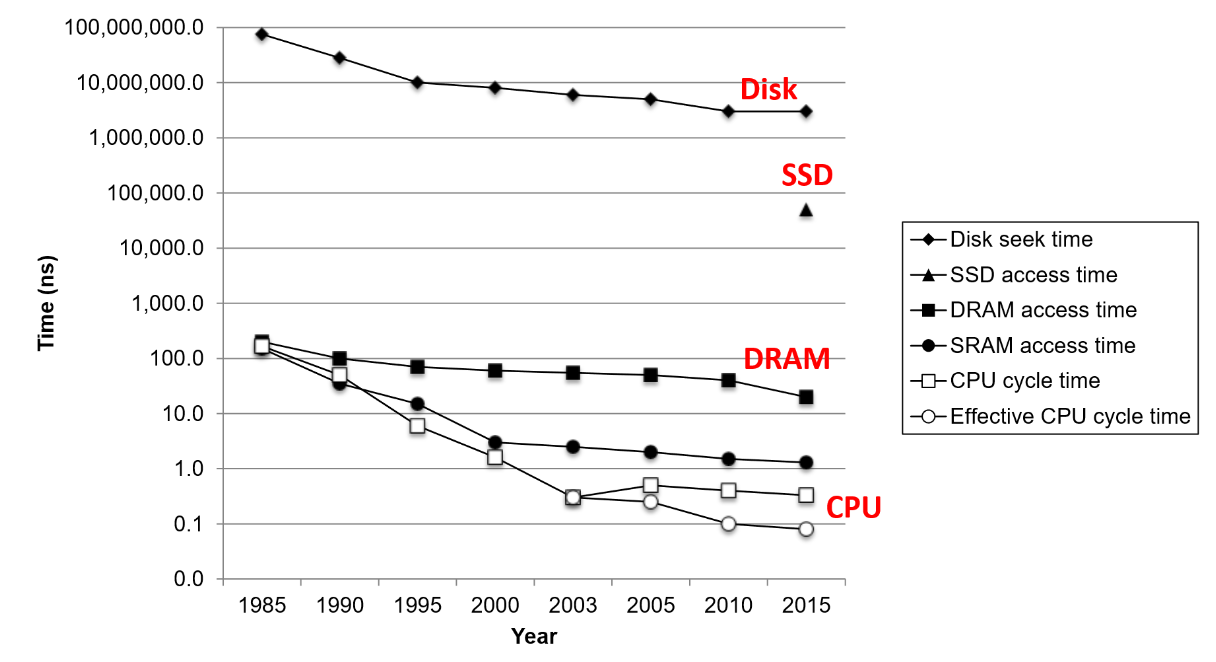 100,000,000.0
10,000,000.0
1,000,000.0
100,000.0
10,000.0
1,000.0
100.0
10.0
1.0
0.1
0.0
Time (ns)
1985 1990 1995 2000 2003 2005 2010 2015
Year
Disk
SSD
DRAM
CPU
Disk seek time
SSD access time
DRAM access time
SRAM access time
CPU cycle time
Effective CPU cycle time